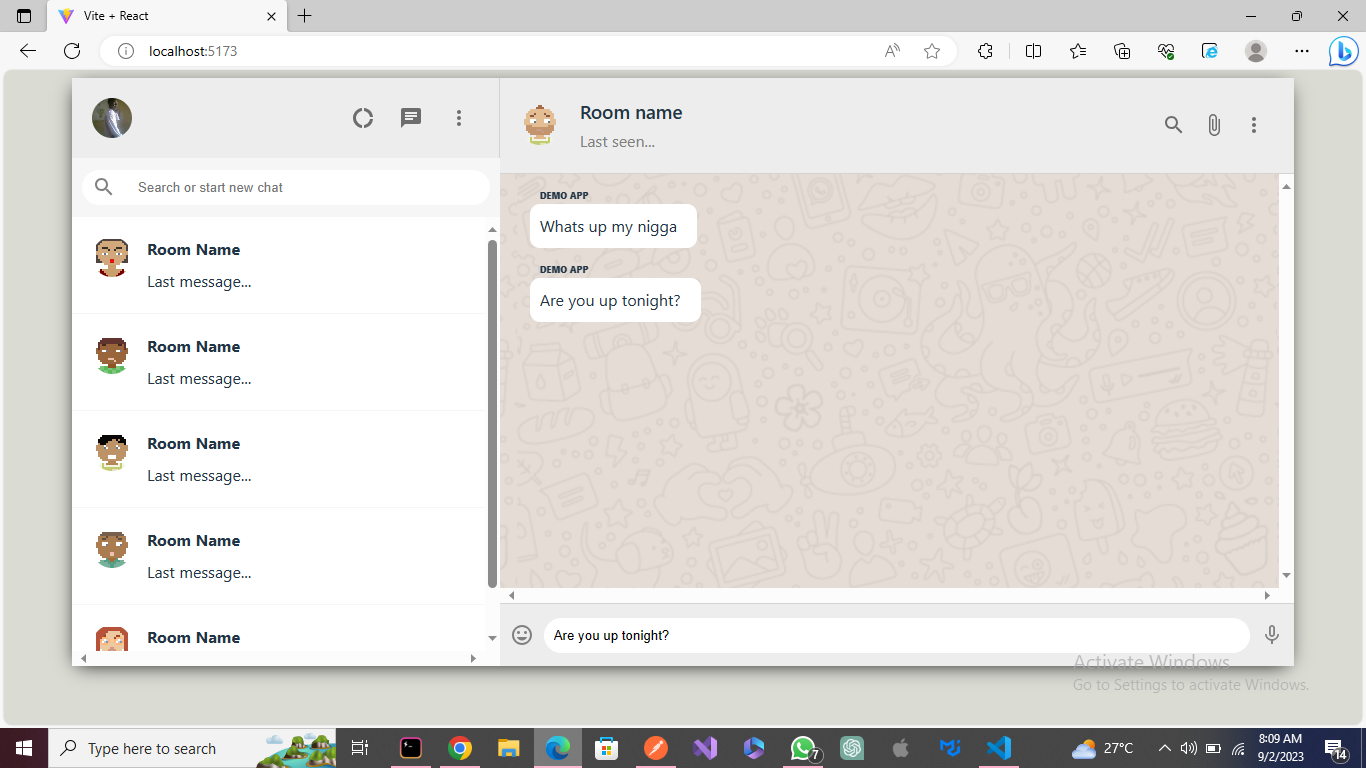 Vite + React
localhost:5173
Room name
Last seen...
Search or start new chat
Room Name
Last message...
Room Name
Last message...
Room Name
Last message...
Room Name
Last message...
Room Name
DEMO APP
Whats up my nigga
DEMO APP
Are you up tonight?
Are you up tonight?
Activate Windows
Go to Settings to activate Windows.
Type here to search
7
27°C
8:09 AM
9/2/2023
14